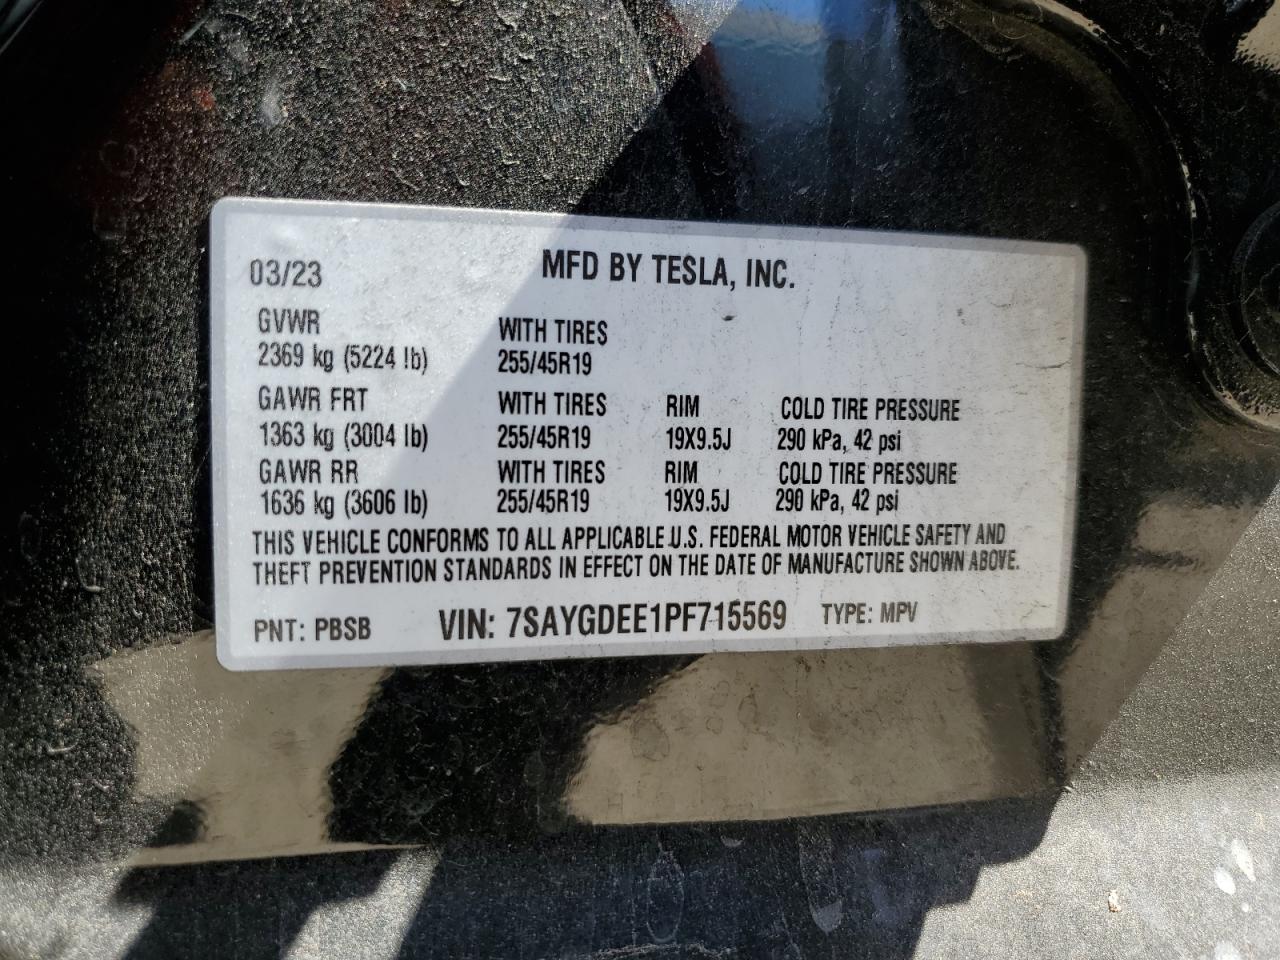 03/23 MFD BY TESLA, INC.
GVWR WITH TIRES
2369 kg (5224 lb) 255/45R19
GAWR FRT WITH TIRES RIM COLD TIRE PRESSURE
1363 kg (3004 lb) 255/45R19 19X9.5J 290 kPa, 42 psi
GAWR RR WITH TIRES RIM COLD TIRE PRESSURE
1636 kg (3606 lb) 255/45R19 19X9.5J 290 kPa, 42 psi
THIS VEHICLE CONFORMS TO ALL APPLICABLE U.S. FEDERAL MOTOR VEHICLE SAFETY AND
THEFT PREVENTION STANDARDS IN EFFECT ON THE DATE OF MANUFACTURE SHOWN ABOVE.
PNT: PBSB VIN: 7SAYGDEE1PF715569 TYPE: MPV